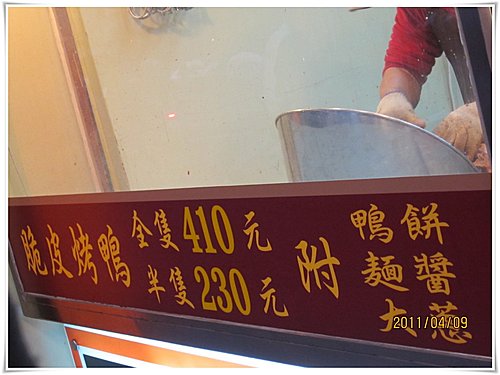 脆皮烤鴨 全隻410元
半隻230元
附 鴨餅
麵醬
大蔥
2011/04/09